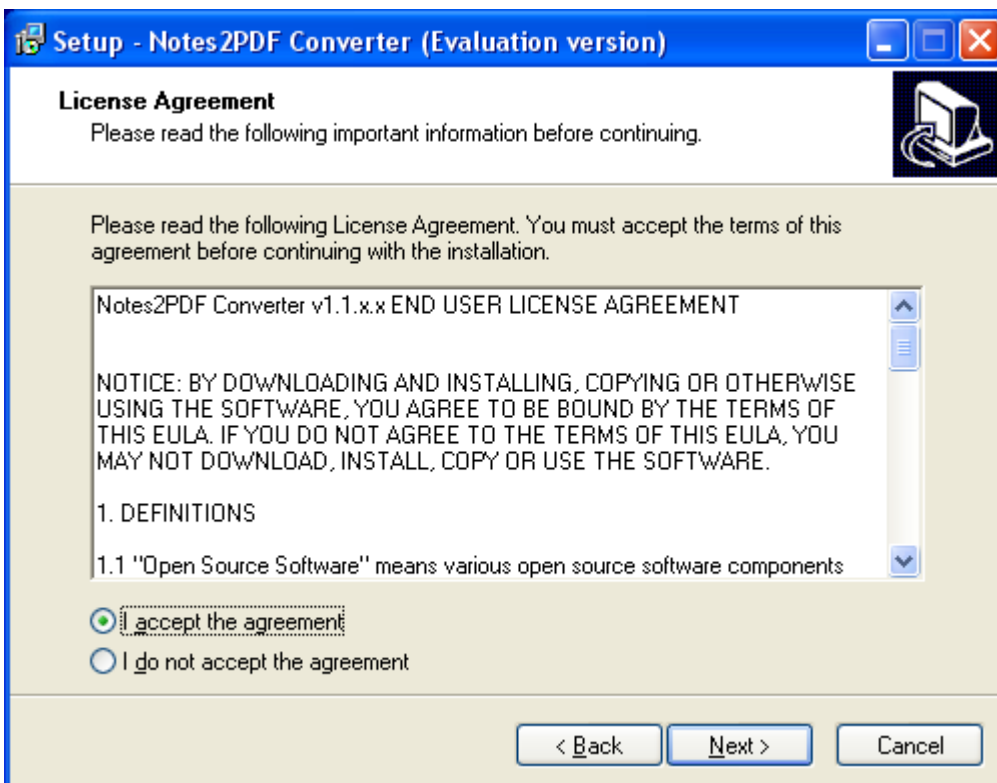 Setup - Notes2PDF Converter (Evaluation version)
License Agreement
Please read the following important information before continuing.
Please read the following License Agreement. You must accept the terms of this
agreement before continuing with the installation.
Notes2PDF Converter v1.1.x.x END USER LICENSE AGREEMENT
NOTICE: BY DOWNLOADING AND INSTALLING, COPYING OR OTHERWISE
USING THE SOFTWARE, YOU AGREE TO BE BOUND BY THE TERMS OF
THIS EULA. IF YOU DO NOT AGREE TO THE TERMS OF THIS EULA, YOU
MAY NOT DOWNLOAD, INSTALL, COPY OR USE THE SOFTWARE.
1. DEFINITIONS
1.1 "Open Source Software" means various open source software components
I accept the agreement
I do not accept the agreement
< Back Next > Cancel